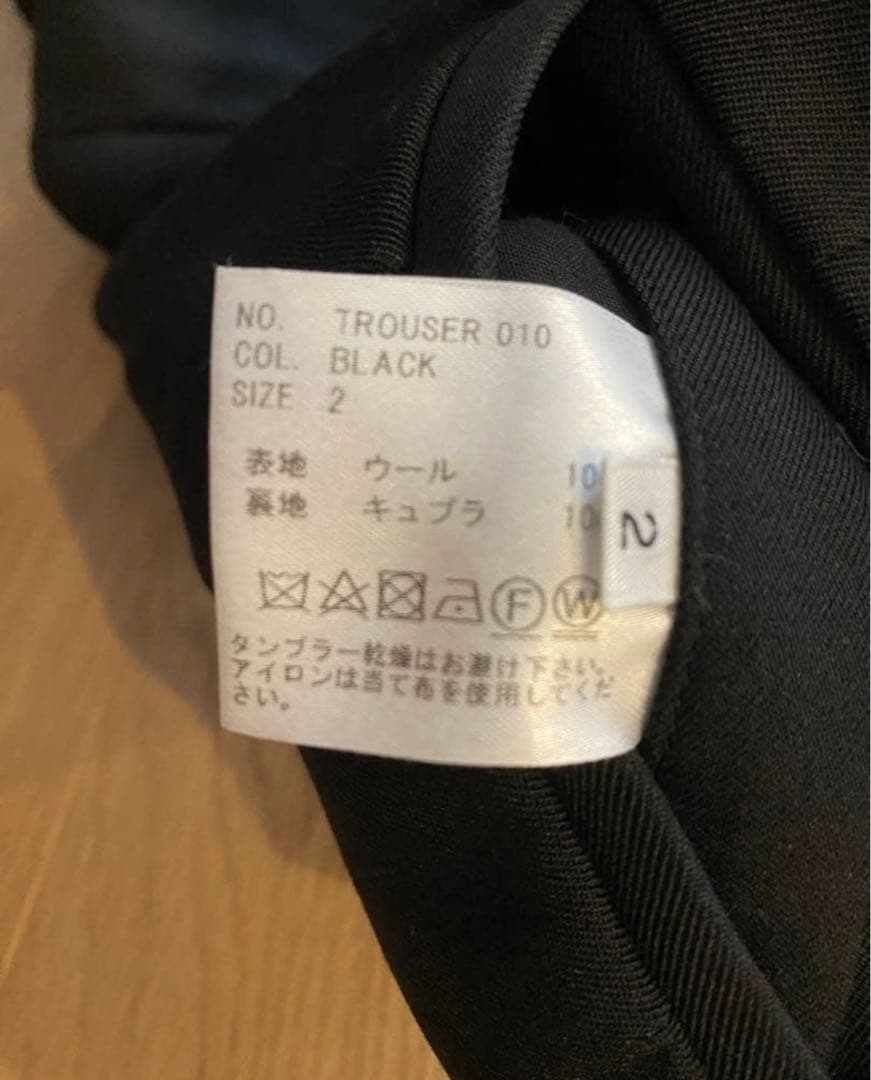 NO. TROUSER 010
COL. BLACK
SIZE 2
表地 ウール 10
裏地 キュプラ 10
2
F W
タンブラー乾燥はお避け下さい。
アイロンは当て布を使用してくだ
さい。